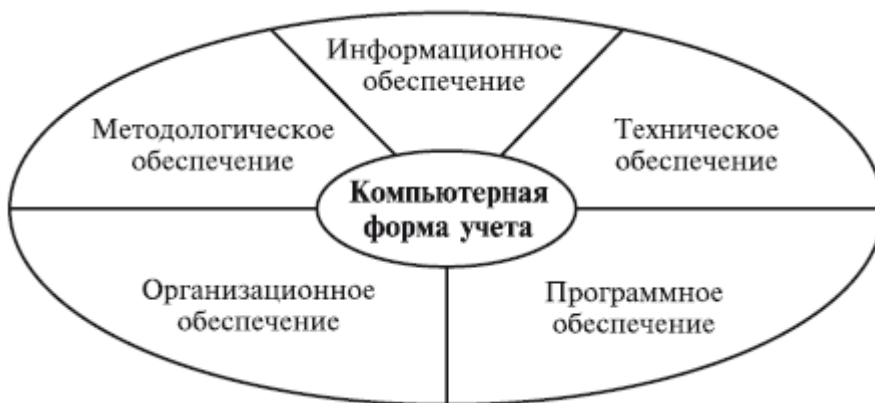 Информационное
обеспечение
Методологическое
обеспечение
Техническое
обеспечение
Компьютерная
форма учета
Организационное
обеспечение
Программное
обеспечение